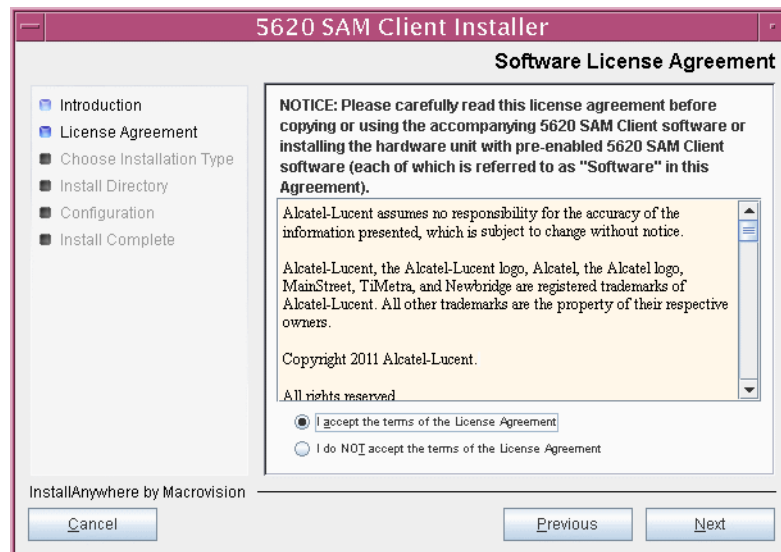 5620 SAM Client Installer
Software License Agreement
Introduction
License Agreement
Choose Installation Type
Install Directory
Configuration
Install Complete
NOTICE: Please carefully read this license agreement before
copying or using the accompanying 5620 SAM Client software or
installing the hardware unit with pre-enabled 5620 SAM Client
software (each of which is referred to as "Software" in this
Agreement).
Alcatel-Lucent assumes no responsibility for the accuracy of the
information presented, which is subject to change without notice.
Alcatel-Lucent, the Alcatel-Lucent logo, Alcatel, the Alcatel logo,
MainStreet, TiMetra, and Newbridge are registered trademarks of
Alcatel-Lucent. All other trademarks are the property of their respective
owners.
Copyright 2011 Alcatel-Lucent.
All rights reserved
I accept the terms of the License Agreement
I do NOT accept the terms of the License Agreement
InstallAnywhere by Macrovision
Cancel
Previous
Next